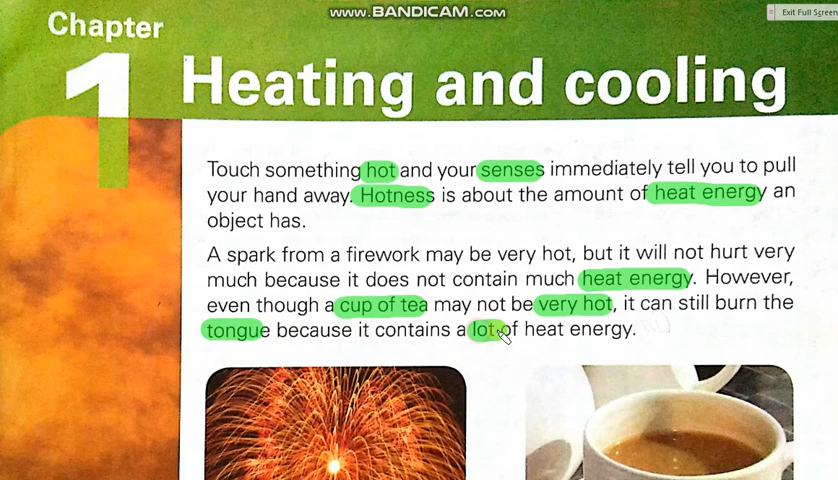 www.BANDICAM.com
Exit Full Screen
Chapter
1
Heating and cooling
Touch something hot and your senses immediately tell you to pull
your hand away. Hotness is about the amount of heat energy an
object has.
A spark from a firework may be very hot, but it will not hurt very
much because it does not contain much heat energy. However,
even though a cup of tea may not be very hot, it can still burn the
tongue because it contains a lot of heat energy.